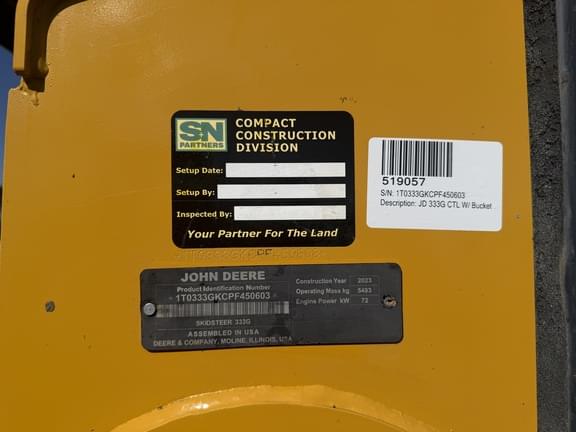 S&N
PARTNERS
COMPACT
CONSTRUCTION
DIVISION
Setup Date:
Setup By:
Inspected By:
Your Partner For The Land
519057
S/N: 1T0333GKCPF450603
Description: JD 333G CTL W/ Bucket
JOHN DEERE
Product Identification Number
1T0333GKCPF450603
SKIDSTEER 333G
ASSEMBLED IN USA
DEERE & COMPANY, MOLINE, ILLINOIS, USA
Construction Year 2023
Operating Mass kg 5493
Engine Power kW 72